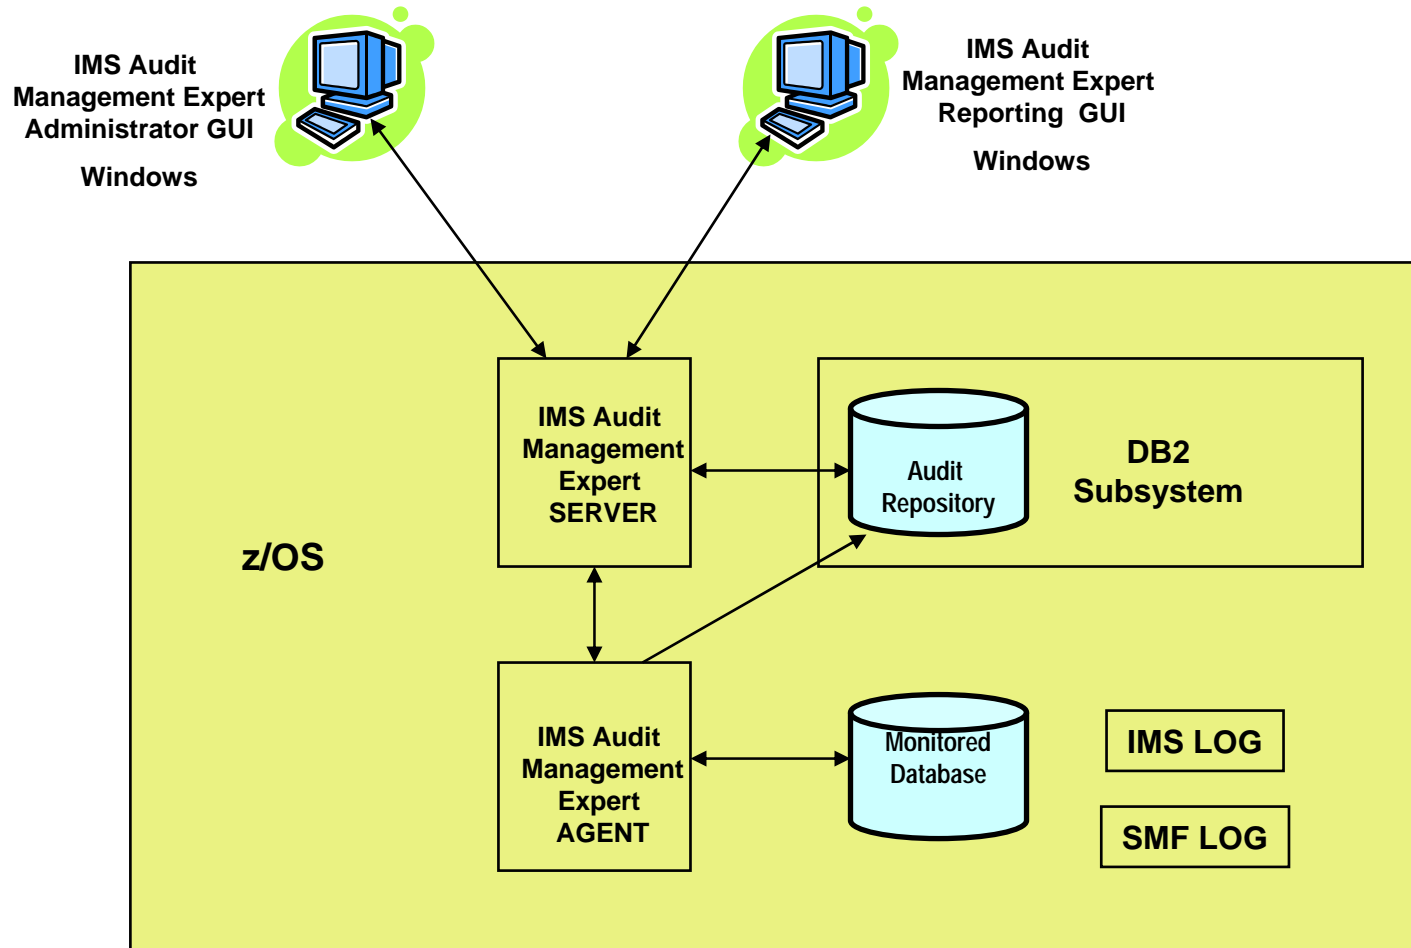 IMS Audit
Management Expert
Administrator GUI
Windows
IMS Audit
Management Expert
Reporting GUI
Windows
IMS Audit
Management
Expert
SERVER
Audit
Repository
DB2
Subsystem
z/OS
IMS Audit
Management
Expert
AGENT
Monitored
Database
IMS LOG
SMF LOG